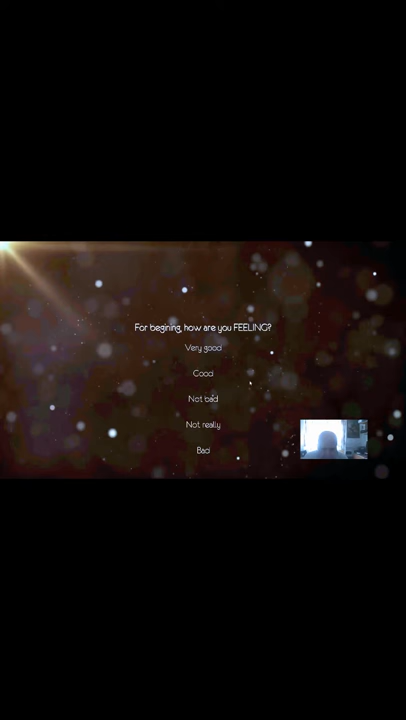 For begining, how are you FEELING?
Very good
Good
Not bad
Not really
Bad